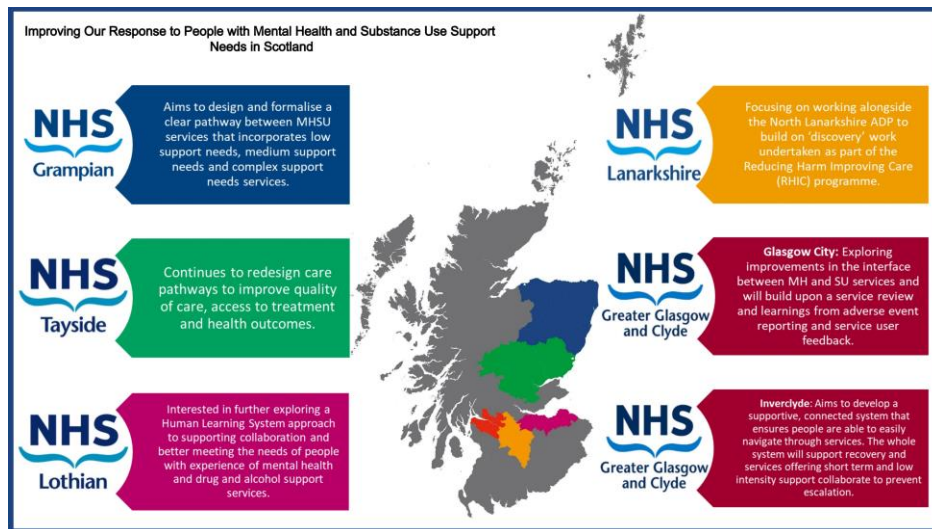 Improving Our Response to People with Mental Health and Substance Use Support
Needs in Scotland
NHS
Grampian
Aims to design and formalise a
clear pathway between MHSU
services that incorporates low
support needs, medium support
needs and complex support
needs services.
NHS
Tayside
Continues to redesign care
pathways to improve quality
of care, access to treatment
and health outcomes.
NHS
Lothian
Interested in further exploring a
Human Learning System approach
to supporting collaboration and
better meeting the needs of people
with experience of mental health
and drug and alcohol support
services.
NHS
Lanarkshire
Focusing on working alongside
the North Lanarkshire ADP to
build on ‘discovery’ work
undertaken as part of the
Reducing Harm Improving Care
(RHIC) programme.
NHS
Greater Glasgow
and Clyde
Glasgow City: Exploring
improvements in the interface
between MH and SU services and
will build upon a service review
and learnings from adverse event
reporting and service user
feedback.
NHS
Greater Glasgow
and Clyde
Inverclyde: Aims to develop a
supportive, connected system that
ensures people are able to easily
navigate through services. The whole
system will support recovery and
services offering short term and low
intensity support collaborate to prevent
escalation.